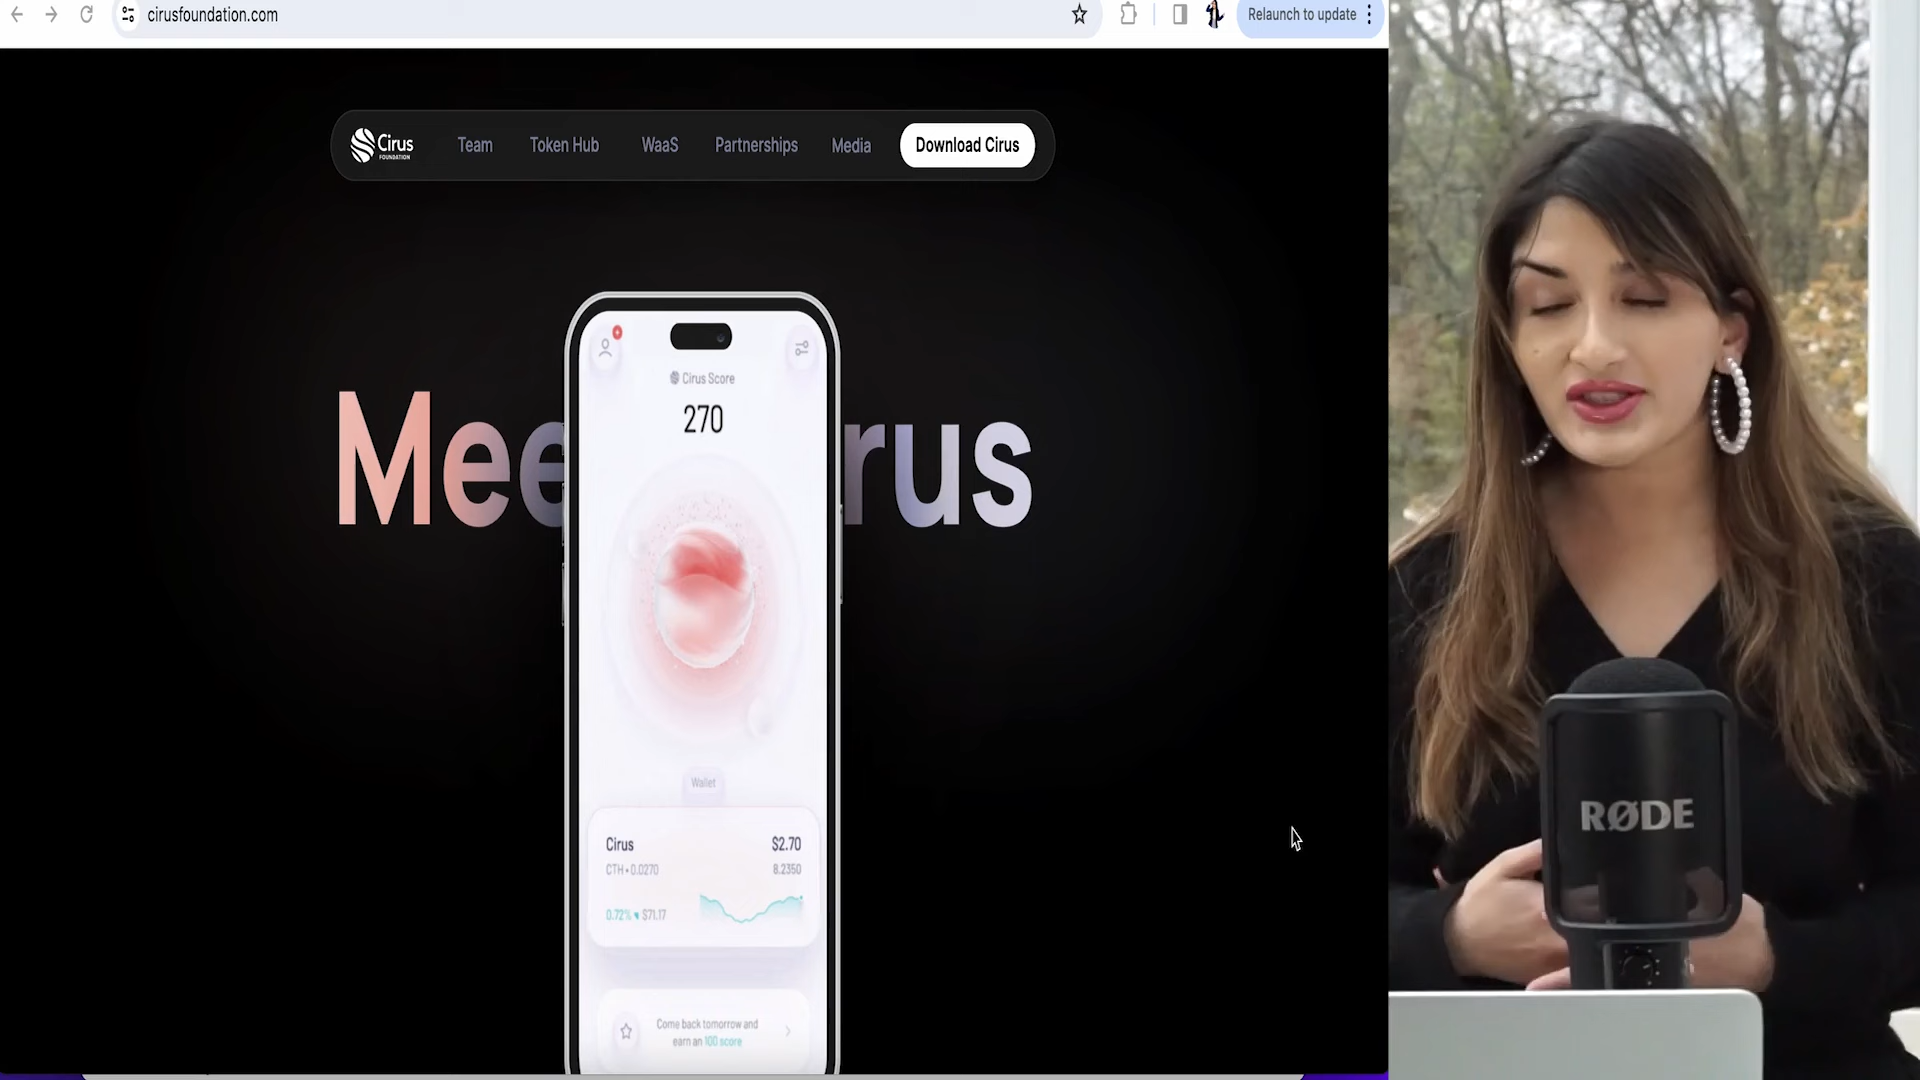 cirusfoundation.com
Relaunch to update
Cirus
FOUNDATION
Team
Token Hub
WaaS
Partnerships
Media
Download Cirus
Cirus Score
270
Mee rus
Wallet
Cirus
$2.70
CTH • 0.0270
8.2350
0.72% $71.17
Come back tomorrow and
earn an 100 score
RØDE